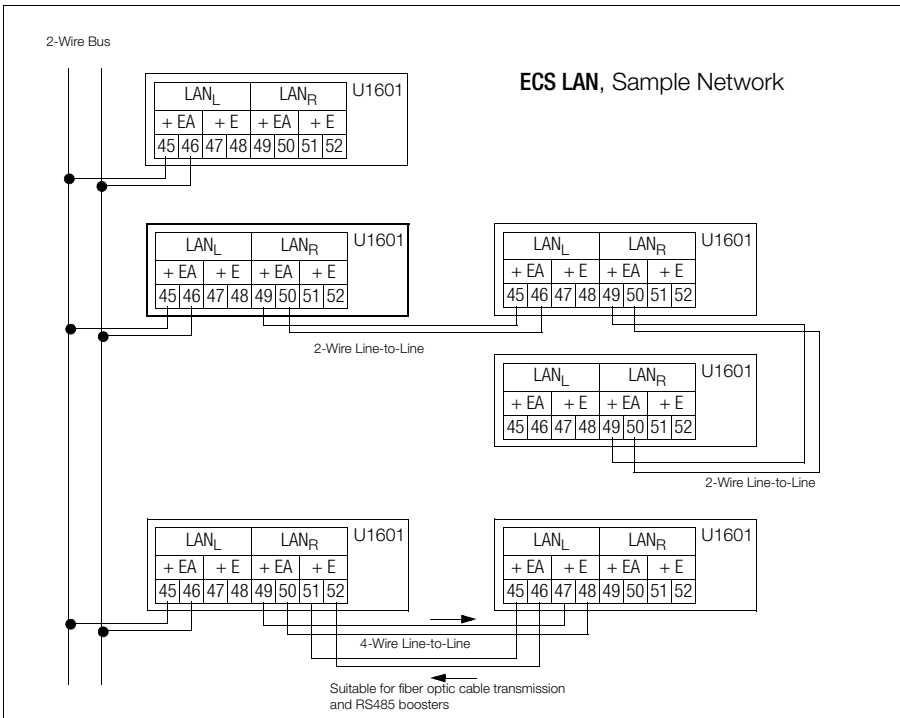 2-Wire Bus
ECS LAN, Sample Network
LANL LANR U1601
+ EA + E + EA + E
45 46 47 48 49 50 51 52
LANL LANR U1601
+ EA + E + EA + E
45 46 47 48 49 50 51 52
2-Wire Line-to-Line
LANL LANR U1601
+ EA + E + EA + E
45 46 47 48 49 50 51 52
LANL LANR U1601
+ EA + E + EA + E
45 46 47 48 49 50 51 52
2-Wire Line-to-Line
LANL LANR U1601
+ EA + E + EA + E
45 46 47 48 49 50 51 52
LANL LANR U1601
+ EA + E + EA + E
45 46 47 48 49 50 51 52
4-Wire Line-to-Line
Suitable for fiber optic cable transmission
and RS485 boosters